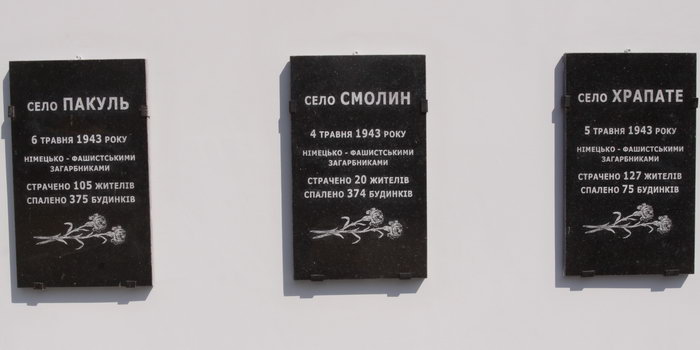 СЕЛО ПАКУЛЬ
6 ТРАВНЯ 1943 РОКУ
НІМЕЦЬКО - ФАШИСТСЬКИМИ
ЗАГАРБНИКАМИ
СТРАЧЕНО 105 ЖИТЕЛІВ
СПАЛЕНО 375 БУДИНКІВ
СЕЛО СМОЛИН
4 ТРАВНЯ 1943 РОКУ
НІМЕЦЬКО - ФАШИСТСЬКИМИ
ЗАГАРБНИКАМИ
СТРАЧЕНО 20 ЖИТЕЛІВ
СПАЛЕНО 374 БУДИНКІВ
СЕЛО ХРАПАТЕ
5 ТРАВНЯ 1943 РОКУ
НІМЕЦЬКО - ФАШИСТСЬКИМИ
ЗАГАРБНИКАМИ
СТРАЧЕНО 127 ЖИТЕЛІВ
СПАЛЕНО 75 БУДИНКІВ